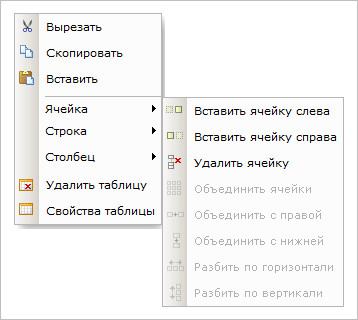 Вырезать
Скопировать
Вставить
Ячейка
Строка
Столбец
Удалить таблицу
Свойства таблицы
Вставить ячейку слева
Вставить ячейку справа
Удалить ячейку
Объединить ячейки
Объединить с правой
Объединить с нижней
Разбить по горизонтали
Разбить по вертикали